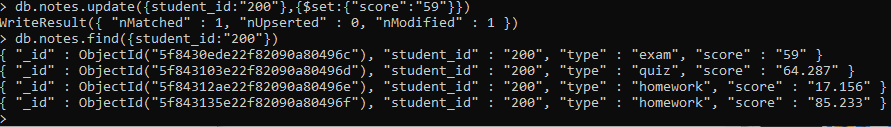 > db.notes.update({student_id:"200"},{$set:{"score":"59"}})
WriteResult({ "nMatched" : 1, "nUpserted" : 0, "nModified" : 1 })
> db.notes.find({student_id:"200"})
{ "_id" : ObjectId("5f8430ede22f82090a80496c"), "student_id" : "200", "type" : "exam", "score" : "59" }
{ "_id" : ObjectId("5f843103e22f82090a80496d"), "student_id" : "200", "type" : "quiz", "score" : "64.287" }
{ "_id" : ObjectId("5f84312ae22f82090a80496e"), "student_id" : "200", "type" : "homework", "score" : "17.156" }
{ "_id" : ObjectId("5f843135e22f82090a80496f"), "student_id" : "200", "type" : "homework", "score" : "85.233" }
>